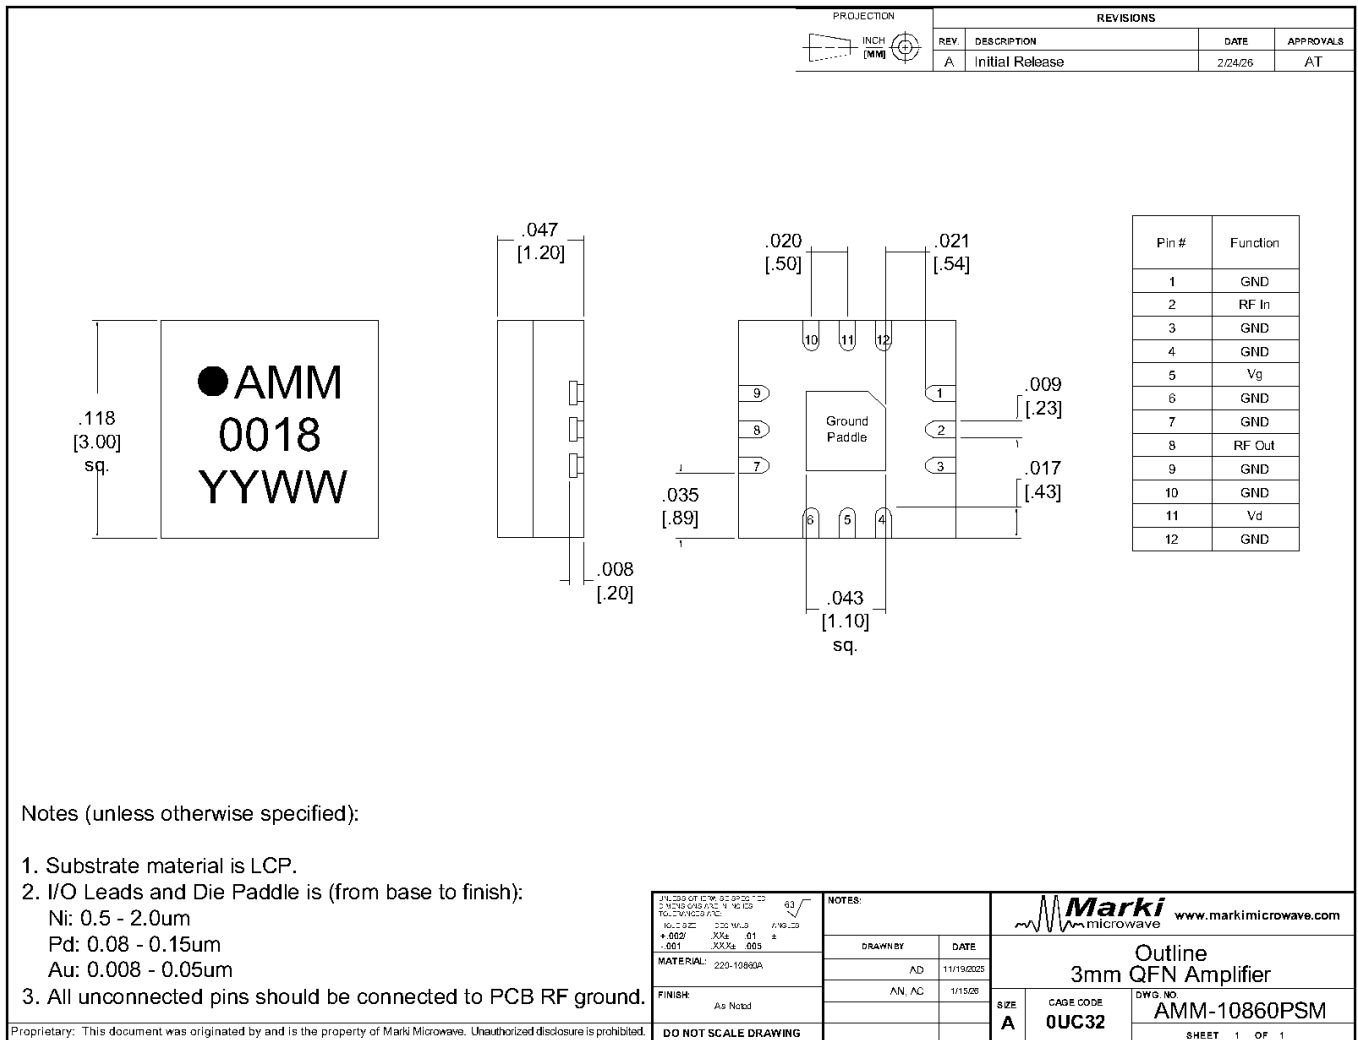 PROJECTION
INCH
[MM]
REVISIONS
REV. DESCRIPTION DATE APPROVALS
A Initial Release 2/24/26 AT
.118
[3.00]
sq.
AMM
0018
YYWW
.047
[1.20]
.008
[.20]
.020
[.50]
.021
[.54]
10 11 12
9
8
7
1
2
3
6 5 4
Ground
Paddle
.009
[.23]
.017
[.43]
.035
[.89]
.043
[1.10]
sq.
Pin # Function
1 GND
2 RF In
3 GND
4 GND
5 Vg
6 GND
7 GND
8 RF Out
9 GND
10 GND
11 Vd
12 GND
Notes (unless otherwise specified):
1. Substrate material is LCP.
2. I/O Leads and Die Paddle is (from base to finish):
Ni: 0.5 - 2.0um
Pd: 0.08 - 0.15um
Au: 0.008 - 0.05um
3. All unconnected pins should be connected to PCB RF ground.
Proprietary: This document was originated by and is the property of Marki Microwave. Unauthorized disclosure is prohibited.
63
+.002/ .XX± .01 ±
-.001 .XXX± .005
MATERIAL: 220-10860A
FINISH:
As Noted
DO NOT SCALE DRAWING
NOTES:
DRAWN BY DATE
AD 11/19/2025
AN, AC 1/15/26
Marki
microwave
www.markimicrowave.com
Outline
3mm QFN Amplifier
SIZE
A
CAGE CODE
0UC32
DWG. NO.
AMM-10860PSM
SHEET 1 OF 1